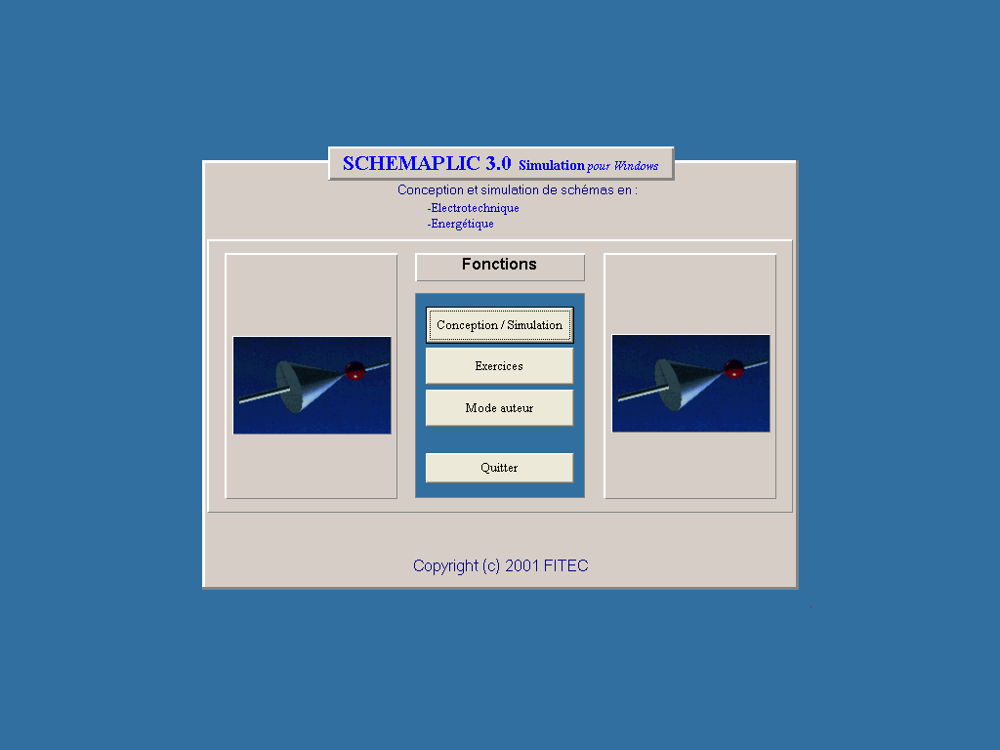 SCHEMAPLIC 3.0 Simulation pour Windows
Conception et simulation de schémas en :
-Electrotechnique
-Energétique
Fonctions
Conception / Simulation
Exercices
Mode auteur
Quitter
Copyright (c) 2001 FITEC